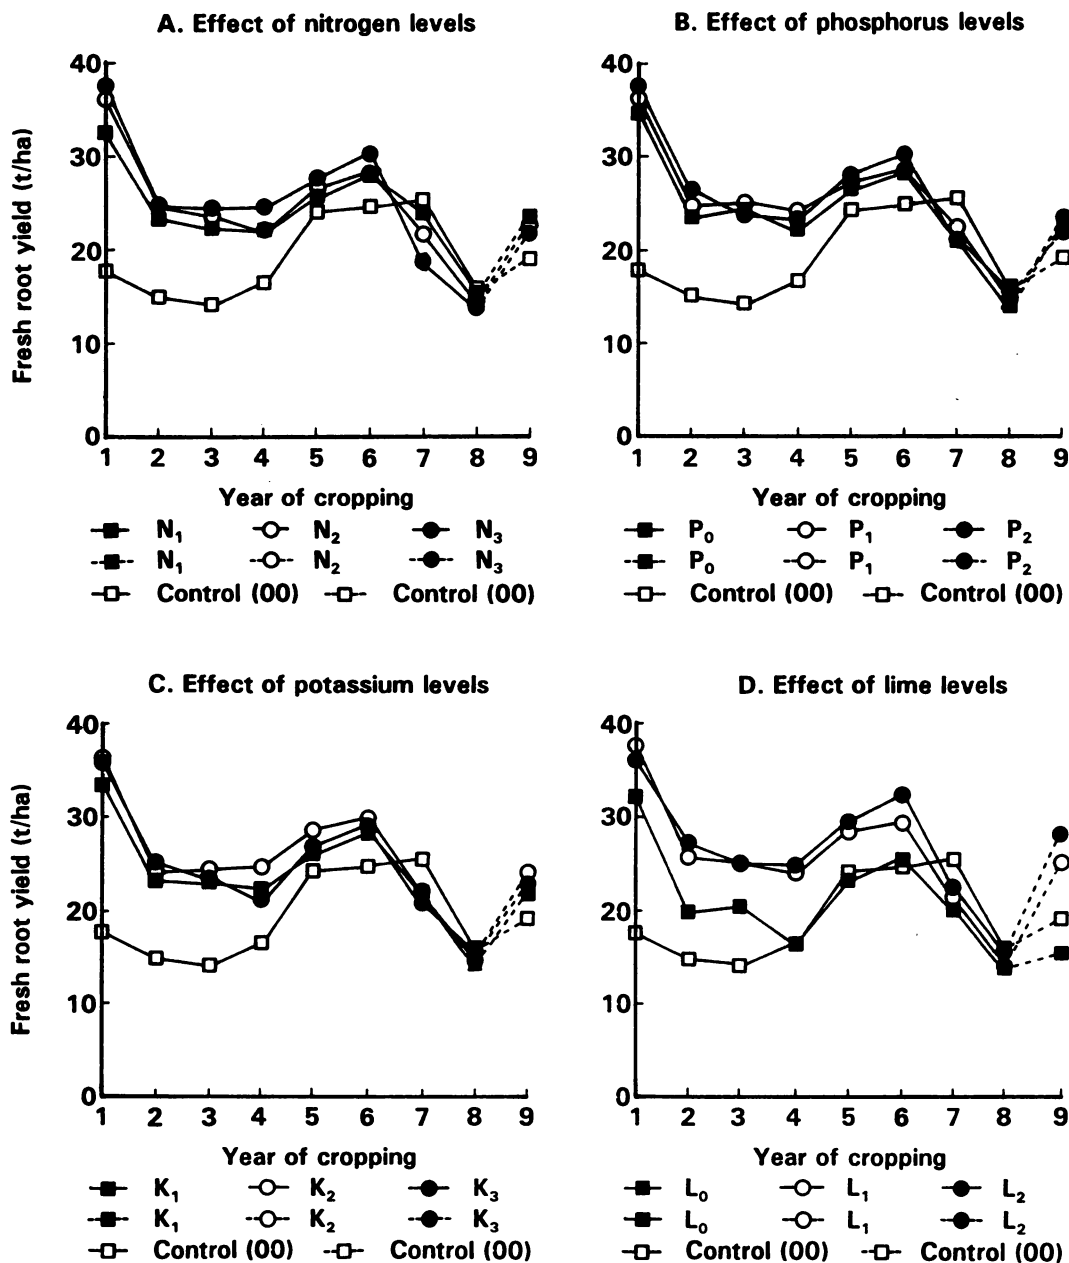 A. Effect of nitrogen levels
Fresh root yield (t/ha)
40
30
20
10
0
1 2 3 4 5 6 7 8 9
Year of cropping
N₁ N₂ N₃
N₁ N₂ N₃
Control (00) Control (00)
B. Effect of phosphorus levels
40
30
20
10
0
1 2 3 4 5 6 7 8 9
Year of cropping
P₀ P₁ P₂
P₀ P₁ P₂
Control (00) Control (00)
C. Effect of potassium levels
Fresh root yield (t/ha)
40
30
20
10
0
1 2 3 4 5 6 7 8 9
Year of cropping
K₁ K₂ K₃
K₁ K₂ K₃
Control (00) Control (00)
D. Effect of lime levels
40
30
20
10
0
1 2 3 4 5 6 7 8 9
Year of cropping
L₀ L₁ L₂
L₀ L₁ L₂
Control (00) Control (00)